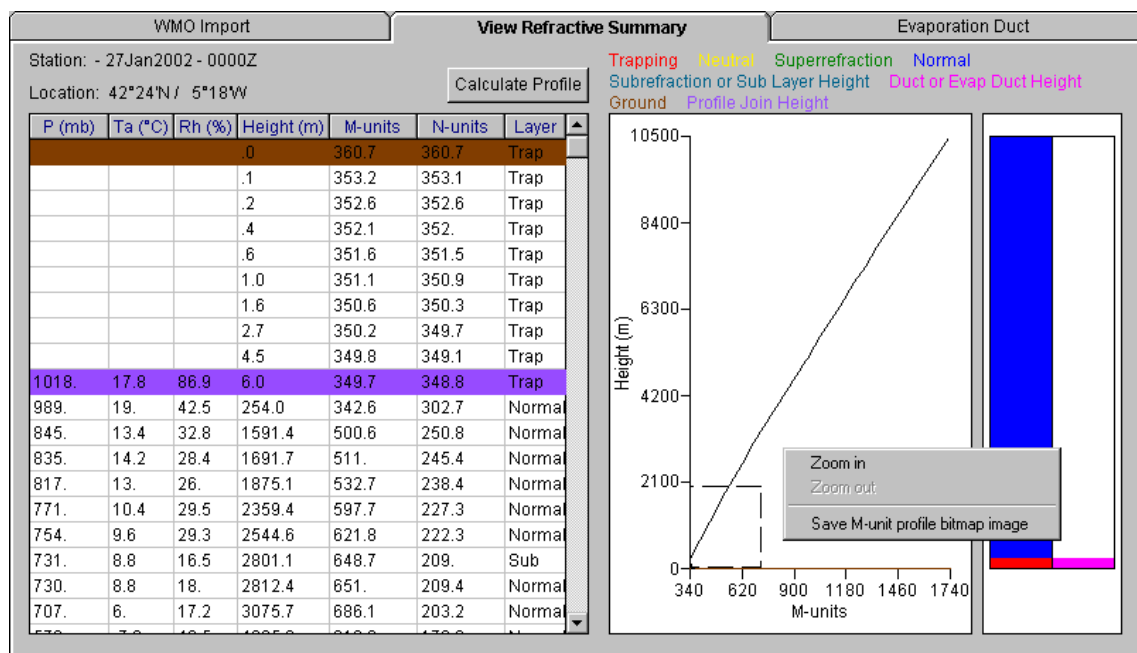 WMO Import View Refractive Summary Evaporation Duct
Station: - 27Jan2002 - 0000Z
Location: 42°24'N / 5°18'W
Calculate Profile
Trapping Neutral Superrefraction Normal
Subrefraction or Sub Layer Height Duct or Evap Duct Height
Ground Profile Join Height
P (mb) Ta (°C) Rh (%) Height (m) M-units N-units Layer
.0 360.7 360.7 Trap
.1 353.2 353.1 Trap
.2 352.6 352.6 Trap
.4 352.1 352. Trap
.6 351.6 351.5 Trap
1.0 351.1 350.9 Trap
1.6 350.6 350.3 Trap
2.7 350.2 349.7 Trap
4.5 349.8 349.1 Trap
1018. 17.8 86.9 6.0 349.7 348.8 Trap
989. 19. 42.5 254.0 342.6 302.7 Normal
845. 13.4 32.8 1591.4 500.6 250.8 Normal
835. 14.2 28.4 1691.7 511. 245.4 Normal
817. 13. 26. 1875.1 532.7 238.4 Normal
771. 10.4 29.5 2359.4 597.7 227.3 Normal
754. 9.6 29.3 2544.6 621.8 222.3 Normal
731. 8.8 16.5 2801.1 648.7 209. Sub
730. 8.8 18. 2812.4 651. 209.4 Normal
707. 6. 17.2 3075.7 686.1 203.2 Normal
10500
8400
6300
4200
2100
0
Height (m)
340 620 900 1180 1460 1740
M-units
Zoom in
Zoom out
Save M-unit profile bitmap image